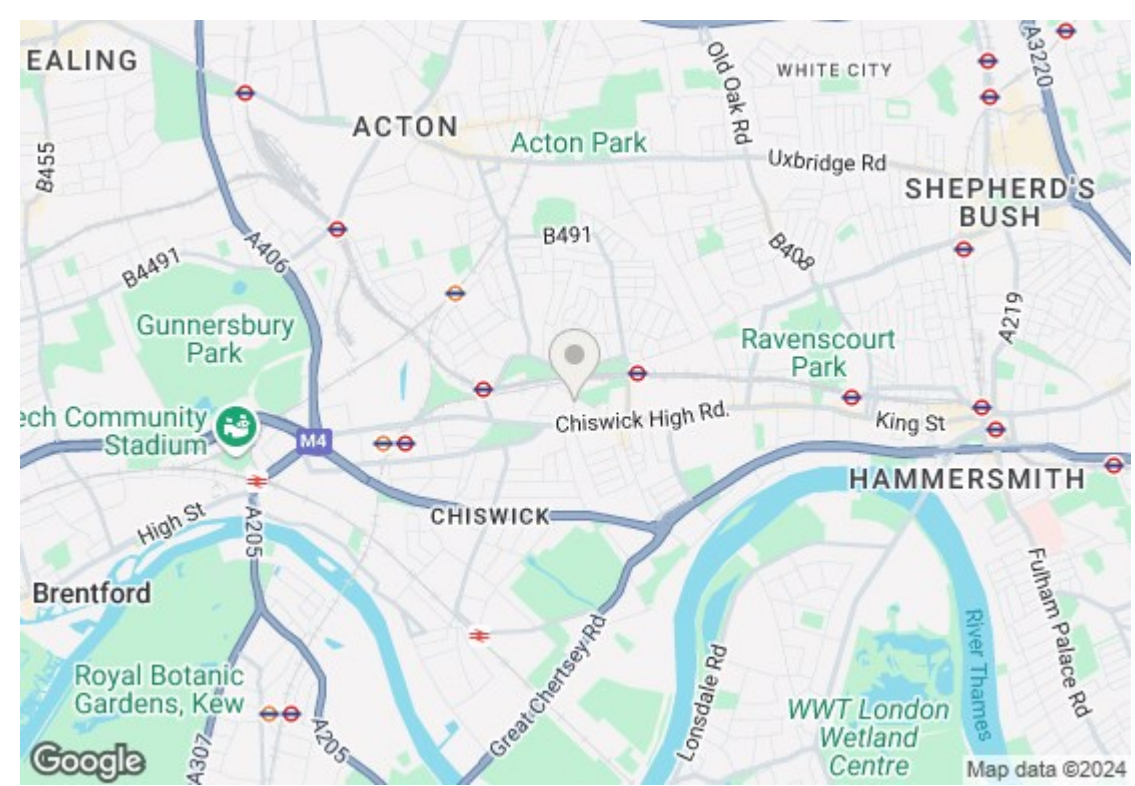 EALING
Old Oak Rd
WHITE CITY
A3220
ACTON
Acton Park
B455
Uxbridge Rd
SHEPHERD'S
BUSH
B491
A406
B408
B4491
Gunnersbury
Park
A219
Ravenscourt
Park
ech Community
Stadium
Chiswick High Rd.
King St
M4
HAMMERSMITH
CHISWICK
High St
A205
Brentford
Fulham Palace Rd
River Thames
Great Chertsey Rd
Lonsdale Rd
Royal Botanic
Gardens, Kew
WWT London
Wetland
Centre
A307
A205
Google
Map data ©2024